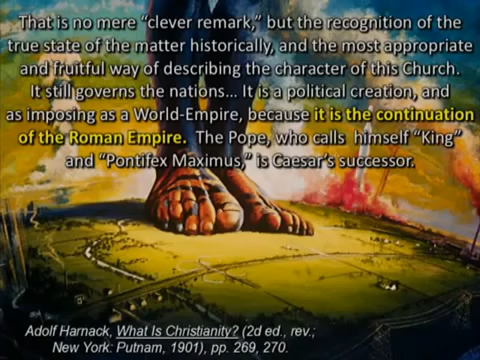 That is no mere “clever remark,” but the recognition of the
true state of the matter historically, and the most appropriate
and fruitful way of describing the character of this Church.
It still governs the nations... It is a political creation, and
as imposing as a World-Empire, because it is the continuation
of the Roman Empire. The Pope, who calls himself “King”
and “Pontifex Maximus,” is Caesar’s successor.
Adolf Harnack, What Is Christianity? (2d ed., rev.;
New York: Putnam, 1901), pp. 269, 270.